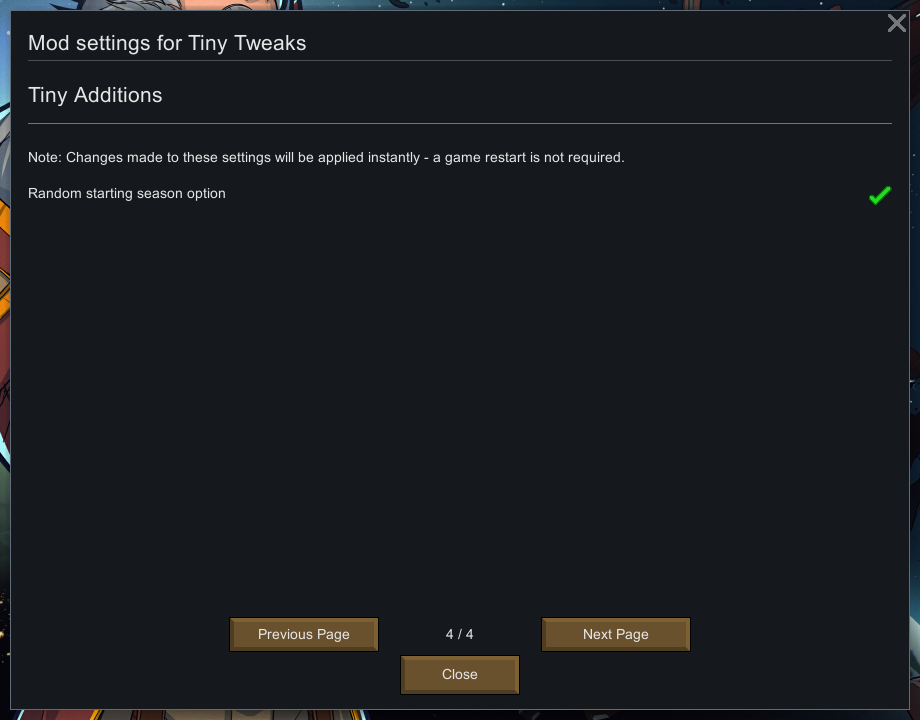 Mod settings for Tiny Tweaks
Tiny Additions
Note: Changes made to these settings will be applied instantly - a game restart is not required.
Random starting season option
Previous Page
4 / 4
Next Page
Close